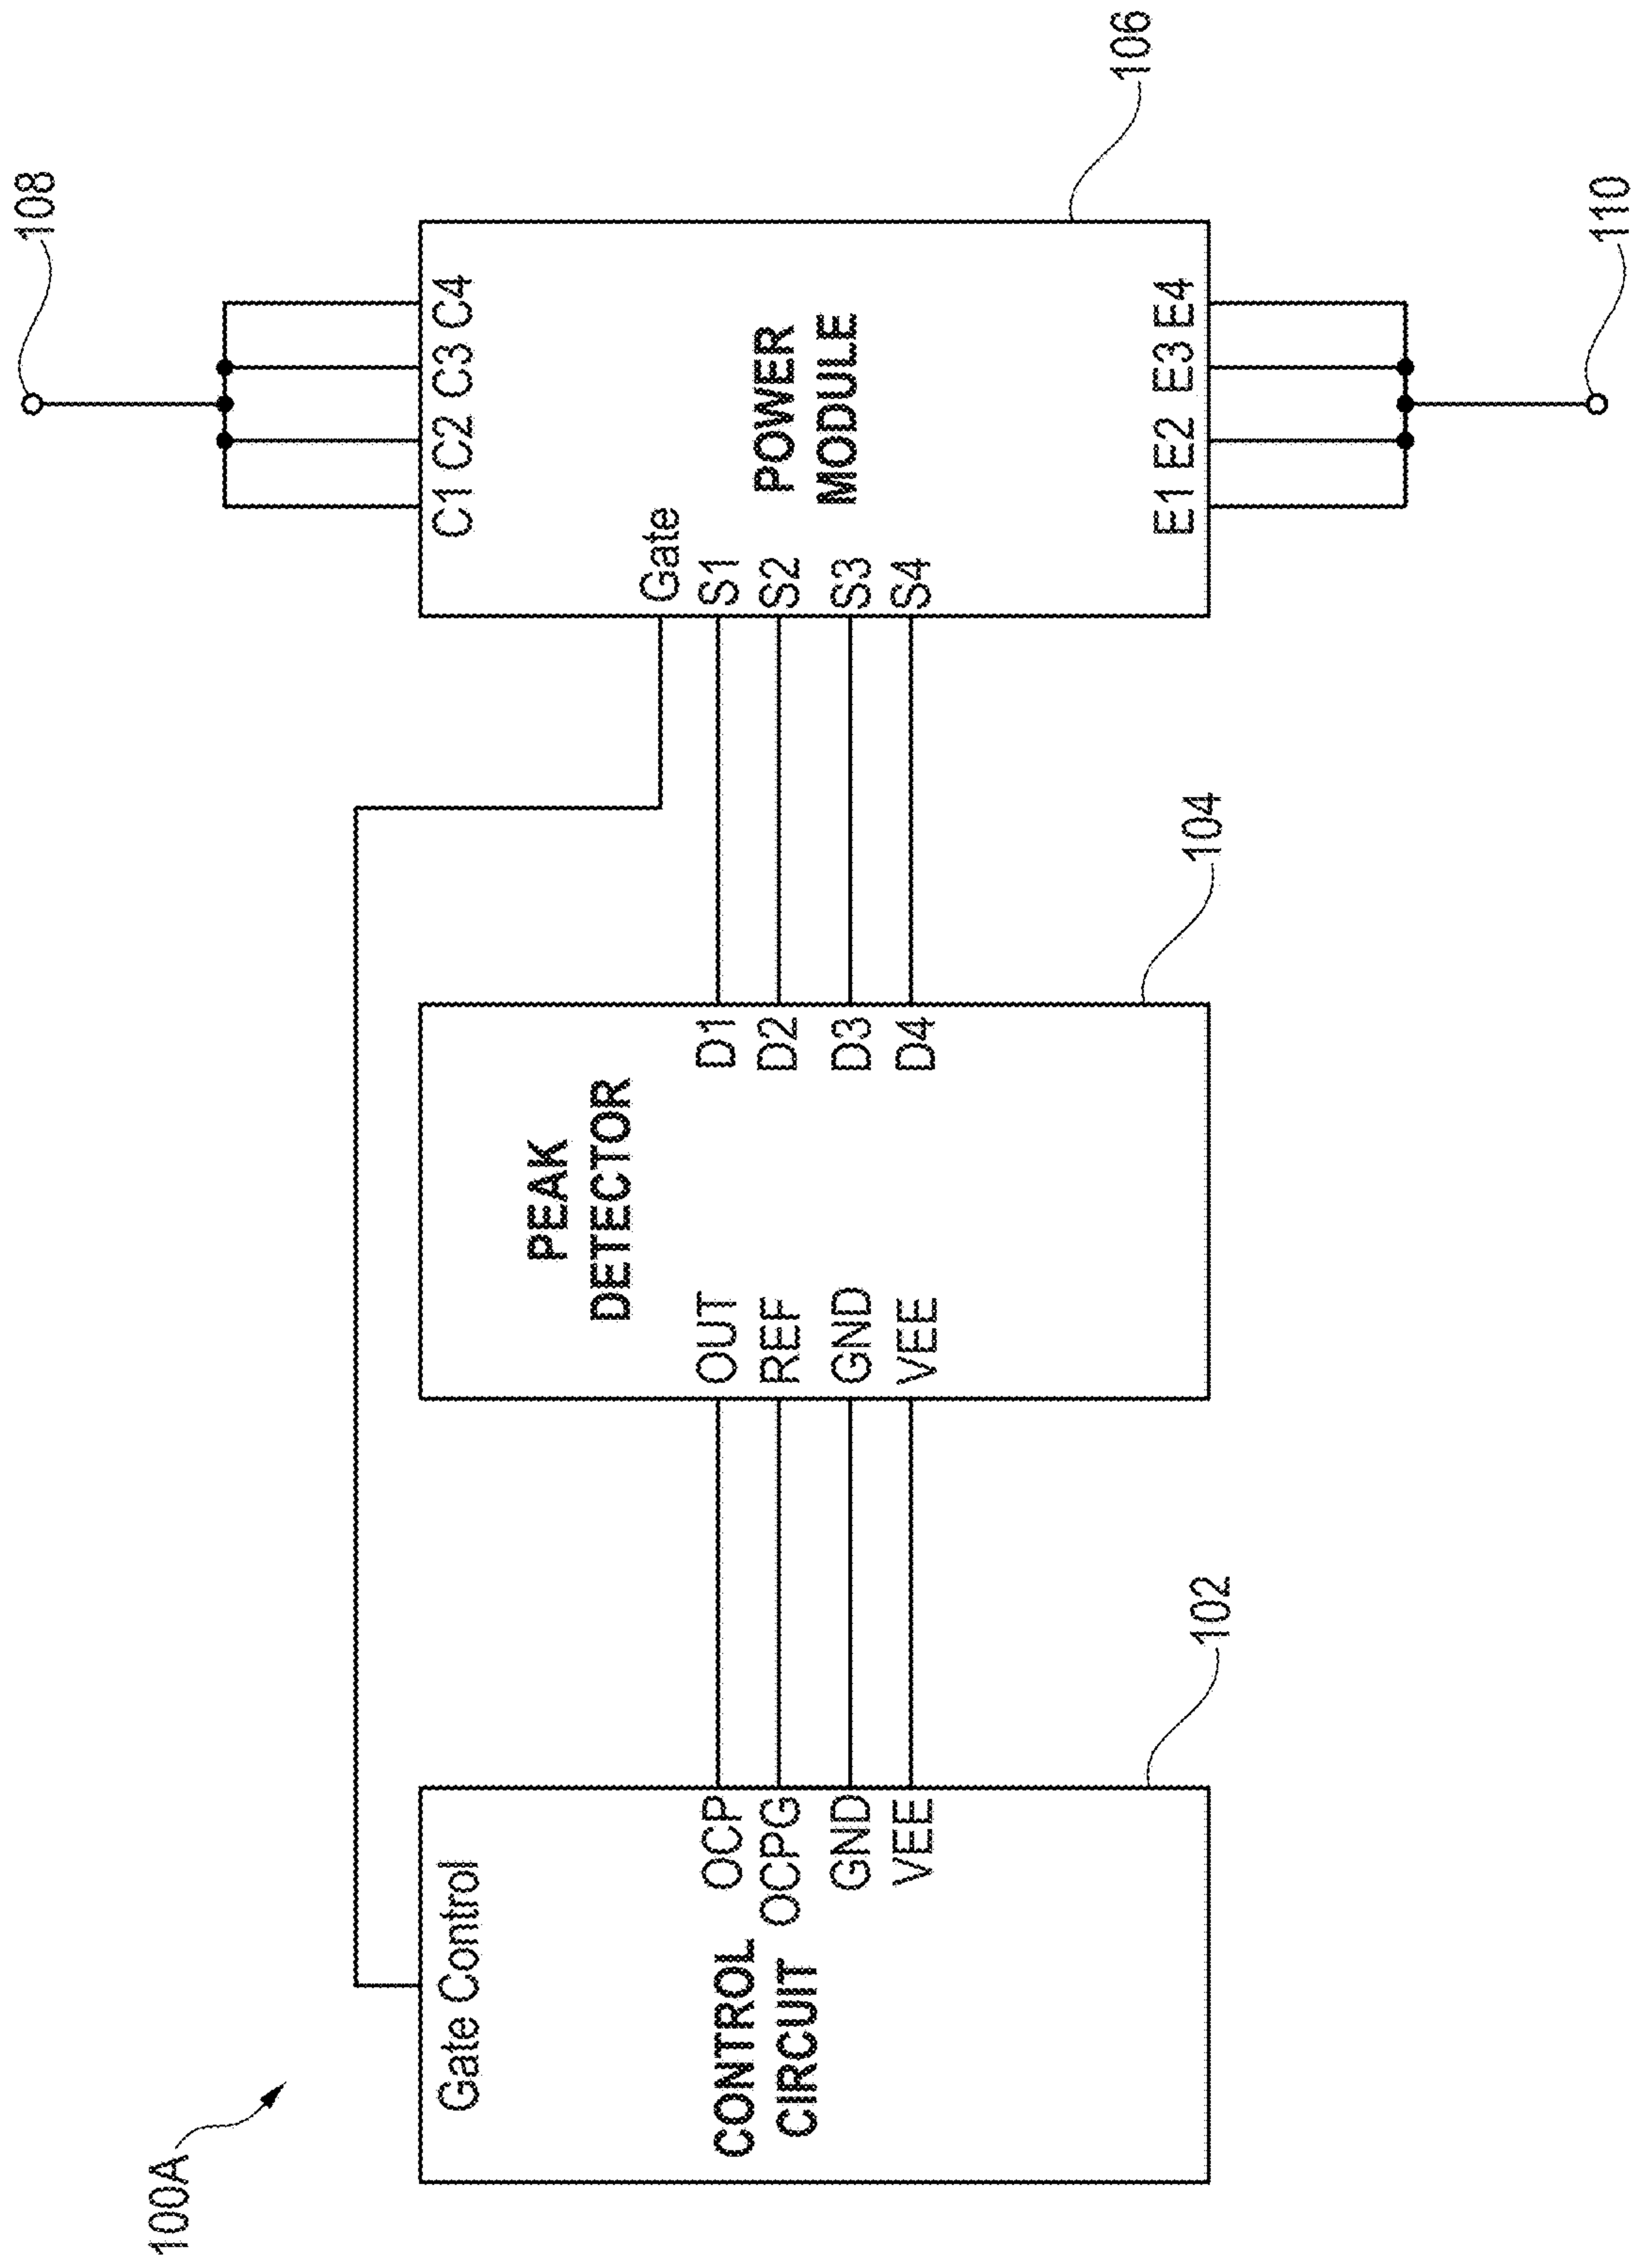 100A
108
Gate Control
CONTROL
CIRCUIT
OCP
OCPG
GND
VEE
102
PEAK
DETECTOR
OUT
REF
GND
VEE
D1
D2
D3
D4
104
C1 C2 C3 C4
Gate
S1
S2
S3
S4
POWER
MODULE
E1 E2 E3 E4
106
110